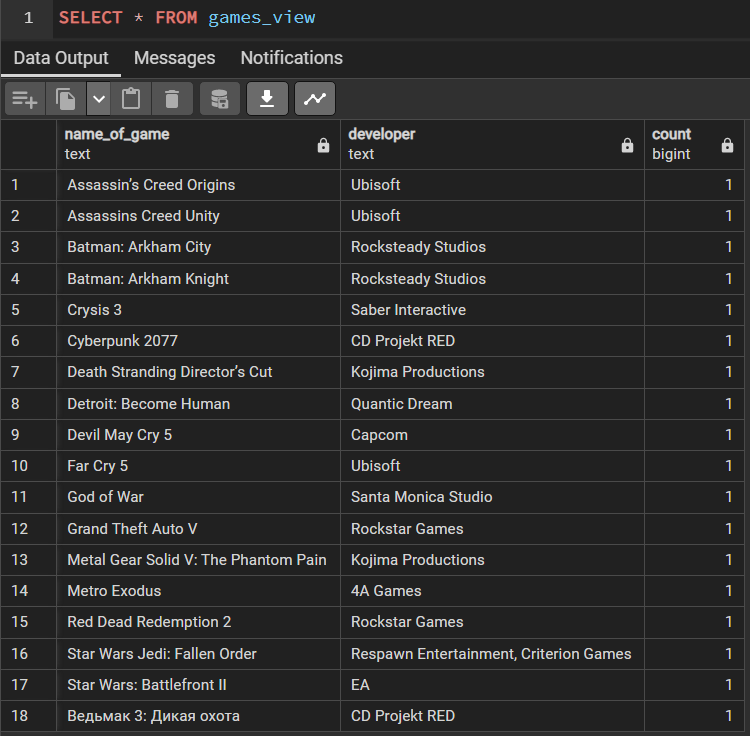 1 SELECT * FROM games_view
Data Output Messages Notifications
name_of_game developer count
text text bigint
1 Assassin’s Creed Origins Ubisoft 1
2 Assassins Creed Unity Ubisoft 1
3 Batman: Arkham City Rocksteady Studios 1
4 Batman: Arkham Knight Rocksteady Studios 1
5 Crysis 3 Saber Interactive 1
6 Cyberpunk 2077 CD Projekt RED 1
7 Death Stranding Director’s Cut Kojima Productions 1
8 Detroit: Become Human Quantic Dream 1
9 Devil May Cry 5 Capcom 1
10 Far Cry 5 Ubisoft 1
11 God of War Santa Monica Studio 1
12 Grand Theft Auto V Rockstar Games 1
13 Metal Gear Solid V: The Phantom Pain Kojima Productions 1
14 Metro Exodus 4A Games 1
15 Red Dead Redemption 2 Rockstar Games 1
16 Star Wars Jedi: Fallen Order Respawn Entertainment, Criterion Games 1
17 Star Wars: Battlefront II EA 1
18 Ведьмак 3: Дикая охота CD Projekt RED 1